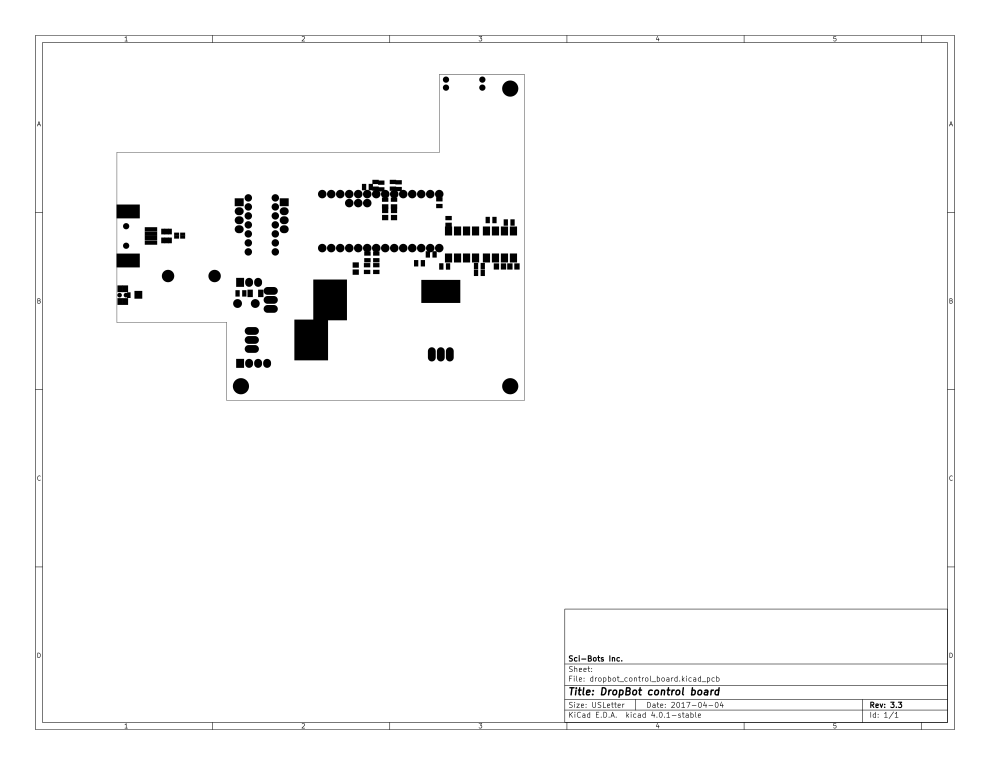 1 2 3 4 5
A A
B B
C C
D D
Sci-Bots Inc.
Sheet:
File: dropbot_control_board.kicad_pcb
Title: DropBot control board
Size: USLetter Date: 2017-04-04 Rev: 3.3
KiCad E.D.A. kicad 4.0.1-stable Id: 1/1
1 2 3 4 5